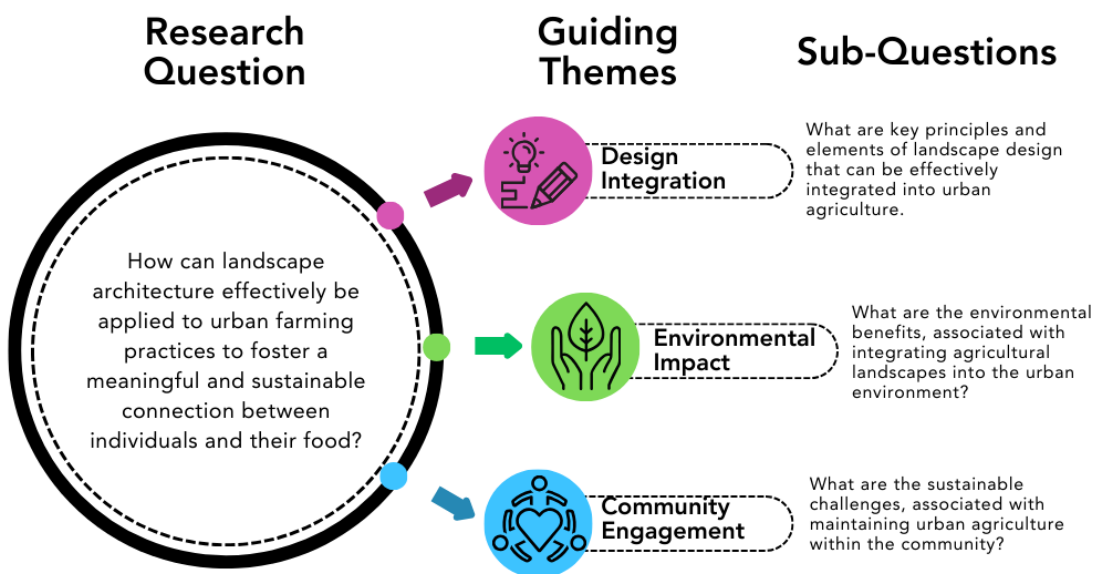 Research
Question
Guiding
Themes
Sub-Questions
How can landscape
architecture effectively be
applied to urban farming
practices to foster a
meaningful and sustainable
connection between
individuals and their food?
Design
Integration
What are key principles and
elements of landscape design
that can be effectively
integrated into urban
agriculture.
Environmental
Impact
What are the environmental
benefits, associated with
integrating agricultural
landscapes into the urban
environment?
Community
Engagement
What are the sustainable
challenges, associated with
maintaining urban agriculture
within the community?